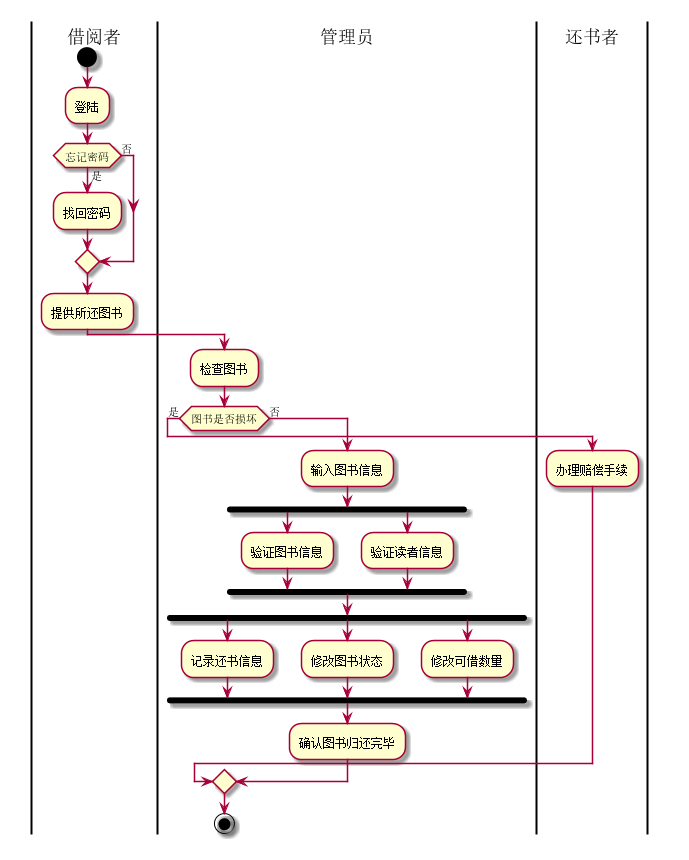 借阅者
管理员
还书者
登陆
忘记密码
否
是
找回密码
提供所还图书
检查图书
是
图书是否损坏
否
输入图书信息
办理赔偿手续
验证图书信息
验证读者信息
记录还书信息
修改图书状态
修改可借数量
确认图书归还完毕